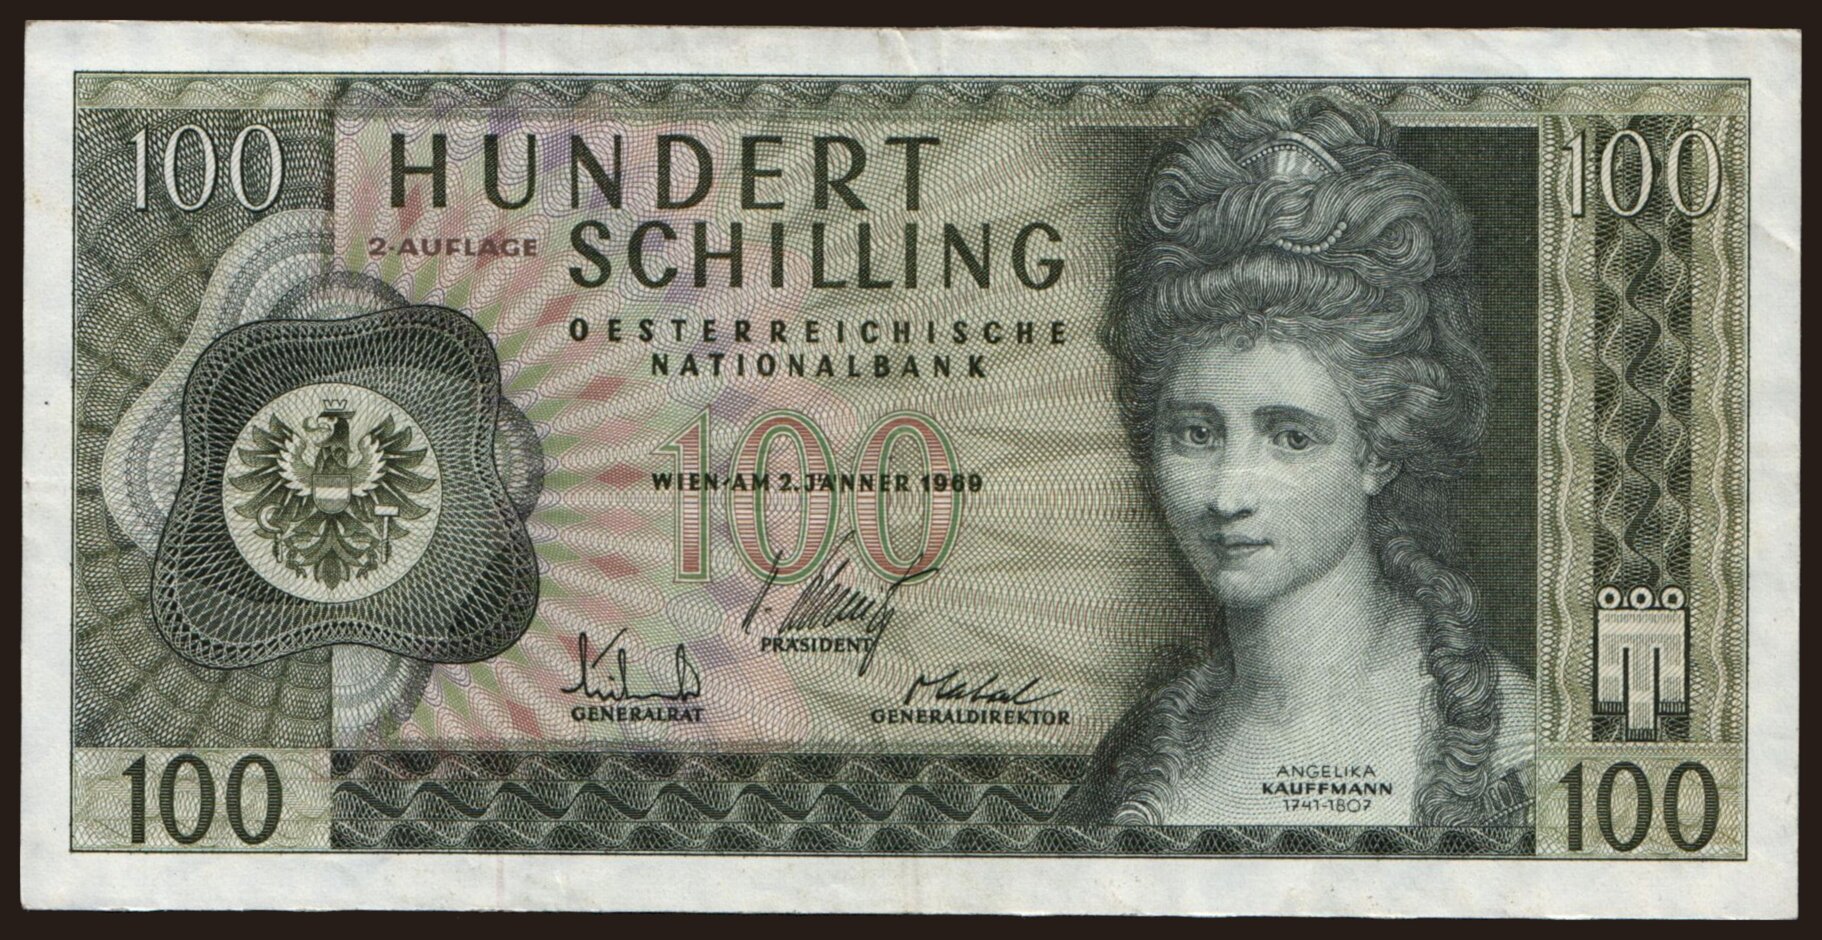 100
HUNDERT
100
2·AUFLAGE
SCHILLING
OESTERREICHISCHE
NATIONALBANK
100
WIEN·AM 2. JÄNNER 1969
PRÄSIDENT
GENERALRAT
GENERALDIREKTOR
ANGELIKA
KAUFFMANN
1741-1807
100
100